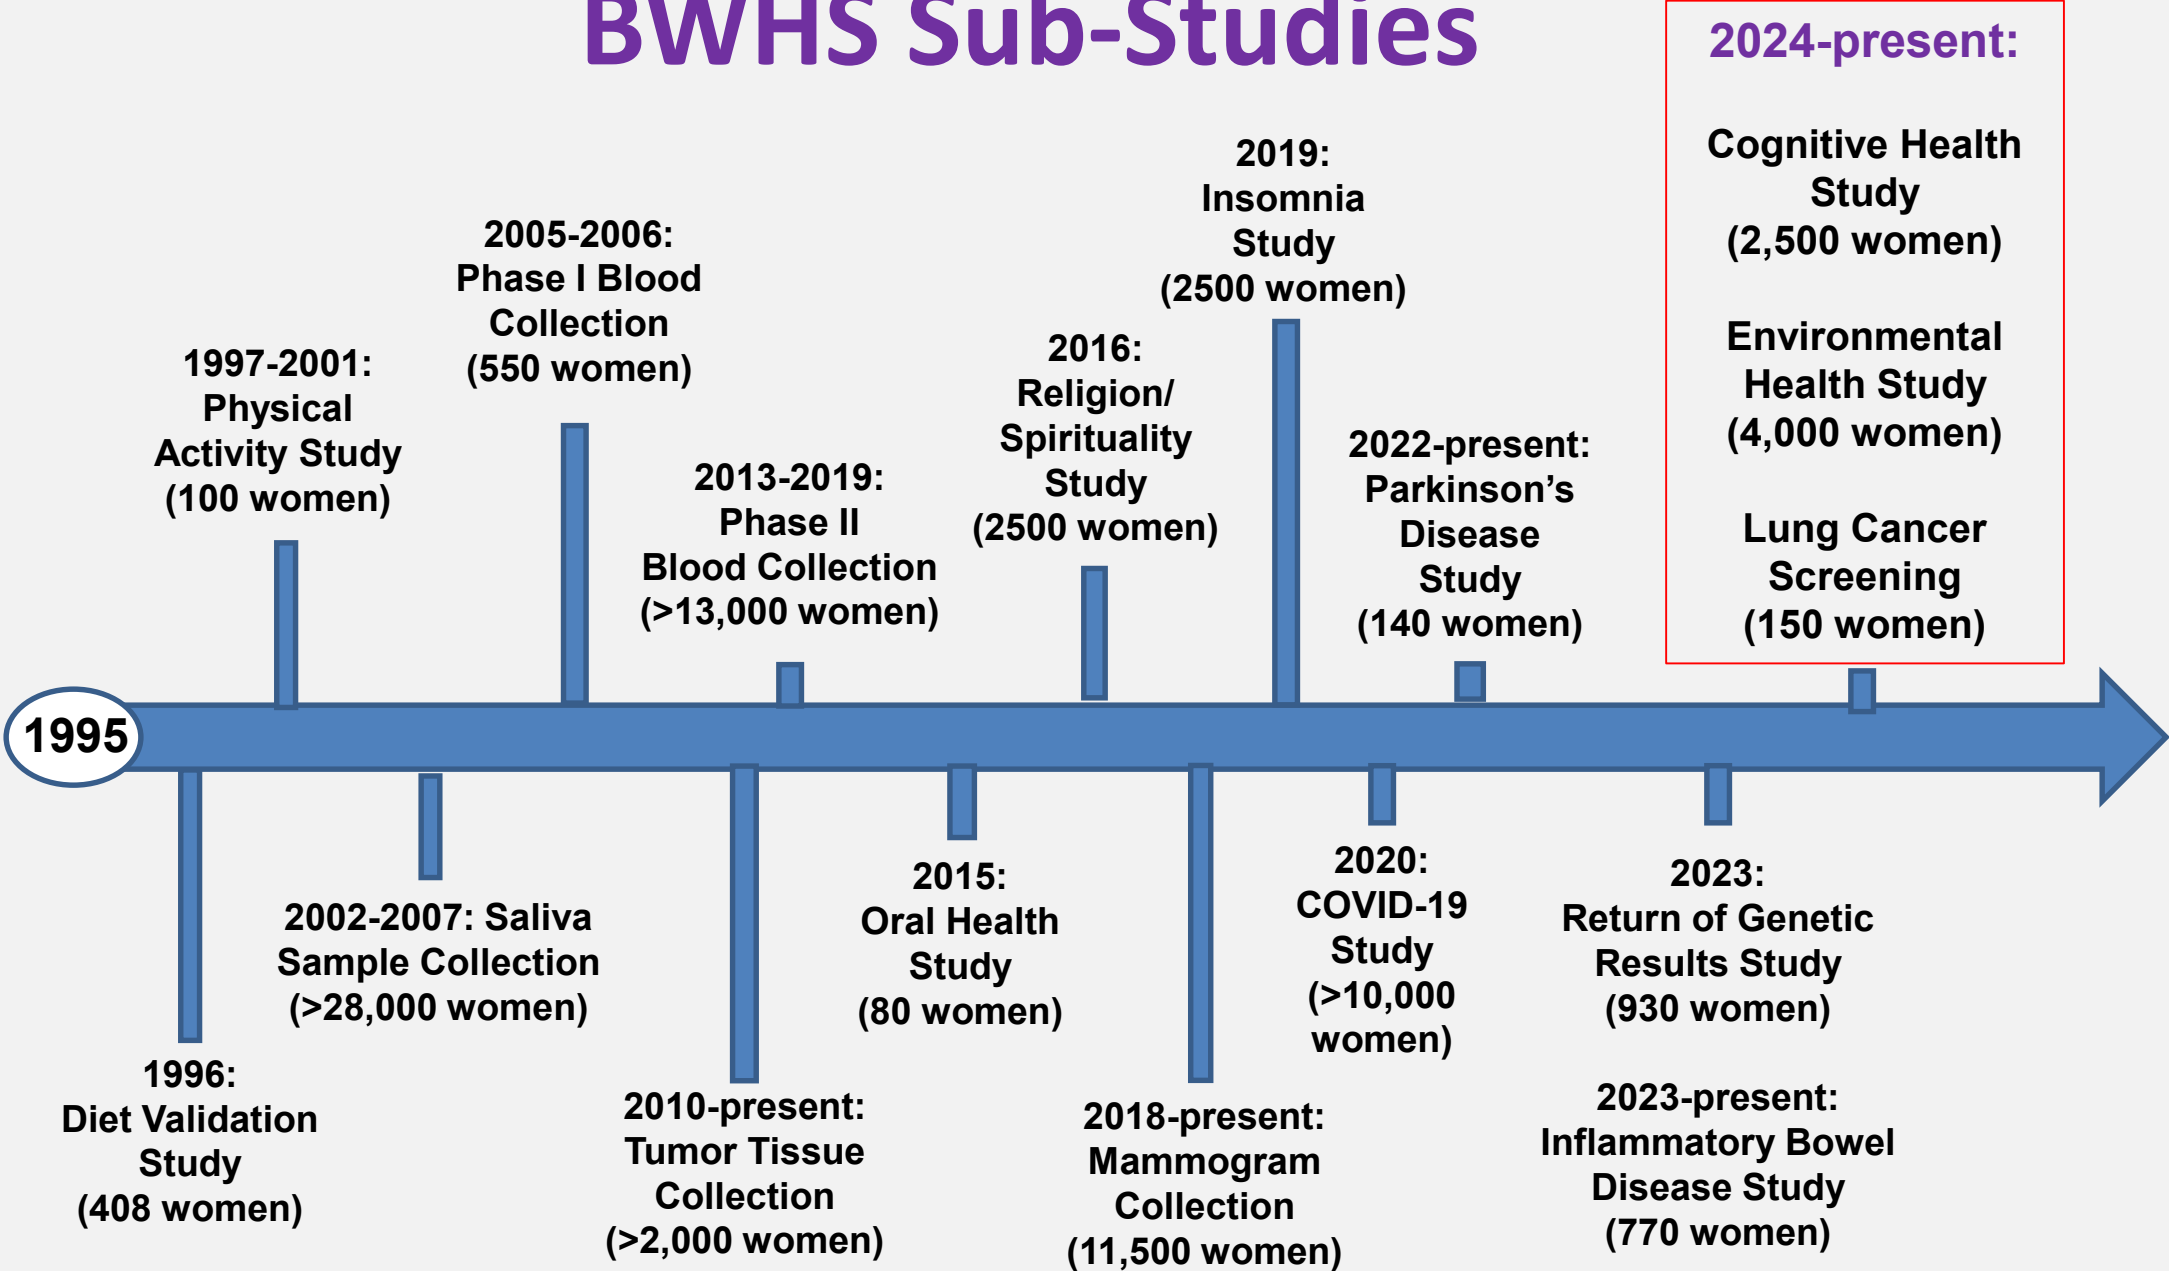 BWHS Sub-Studies
1995
1996:
Diet Validation
Study
(408 women)
1997-2001:
Physical
Activity Study
(100 women)
2002-2007: Saliva
Sample Collection
(>28,000 women)
2005-2006:
Phase I Blood
Collection
(550 women)
2010-present:
Tumor Tissue
Collection
(>2,000 women)
2013-2019:
Phase II
Blood Collection
(>13,000 women)
2015:
Oral Health
Study
(80 women)
2016:
Religion/
Spirituality
Study
(2500 women)
2018-present:
Mammogram
Collection
(11,500 women)
2019:
Insomnia
Study
(2500 women)
2020:
COVID-19
Study
(>10,000
women)
2022-present:
Parkinson’s
Disease
Study
(140 women)
2023:
Return of Genetic
Results Study
(930 women)
2023-present:
Inflammatory Bowel
Disease Study
(770 women)
2024-present:
Cognitive Health
Study
(2,500 women)
Environmental
Health Study
(4,000 women)
Lung Cancer
Screening
(150 women)